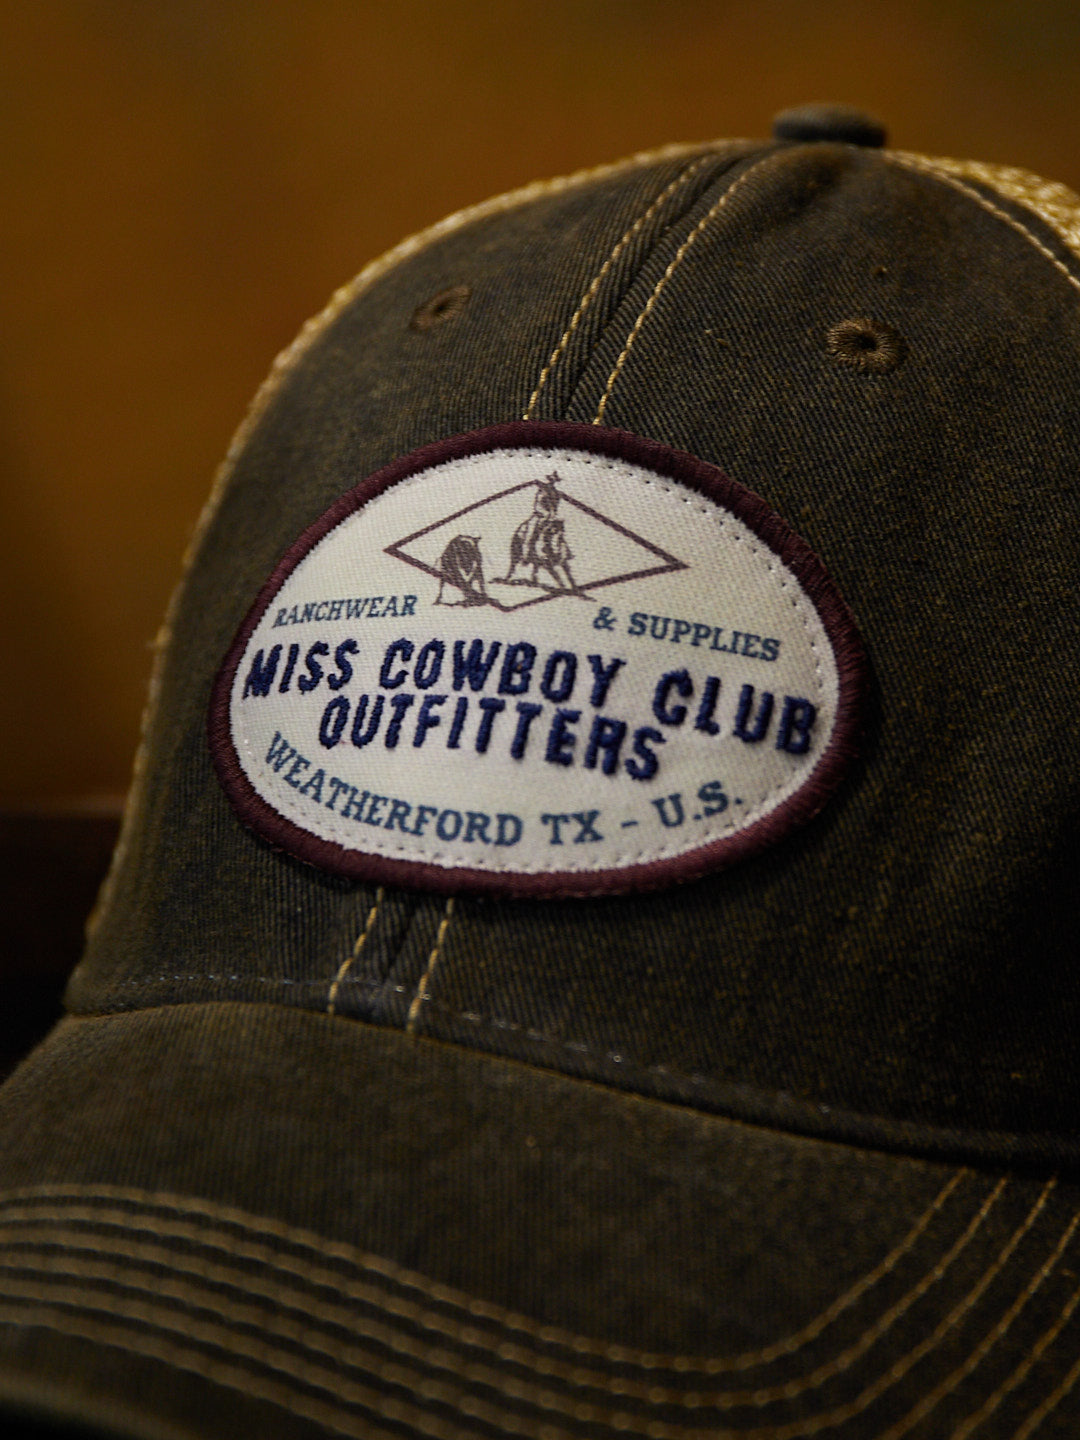 RANCHWEAR & SUPPLIES
MISS COWBOY CLUB
OUTFITTERS
WEATHERFORD TX - U.S.